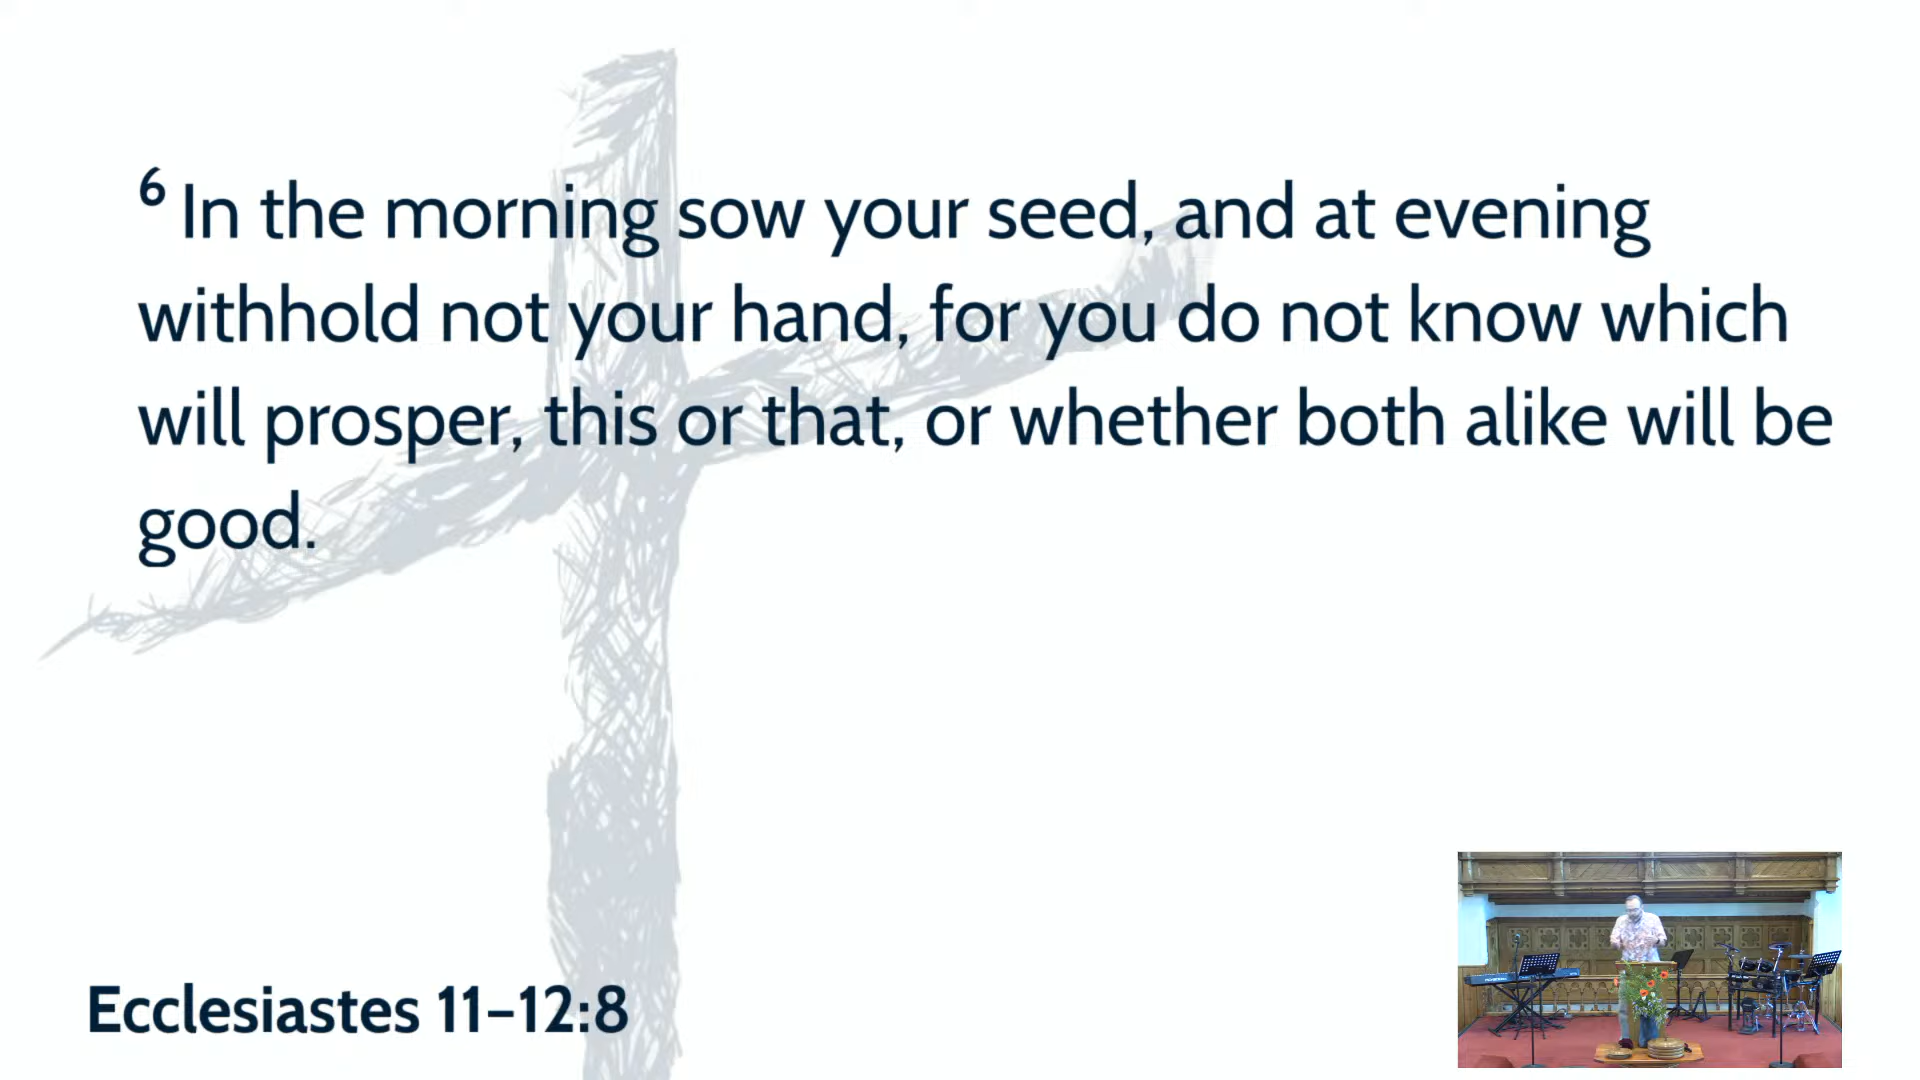 6 In the morning sow your seed, and at evening
withhold not your hand, for you do not know which
will prosper, this or that, or whether both alike will be
good.
Ecclesiastes 11–12:8